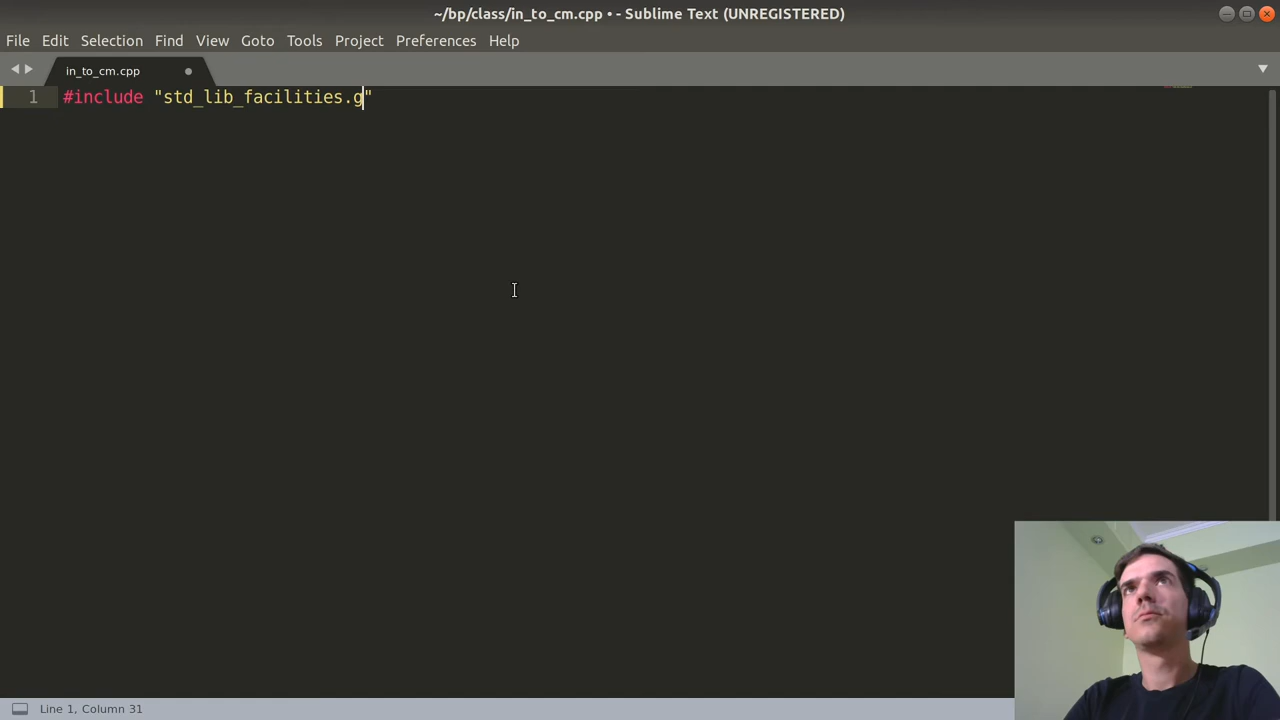 ~/bp/class/in_to_cm.cpp • - Sublime Text (UNREGISTERED)
File Edit Selection Find View Goto Tools Project Preferences Help
in_to_cm.cpp
1 #include "std_lib_facilities.g"
Line 1, Column 31